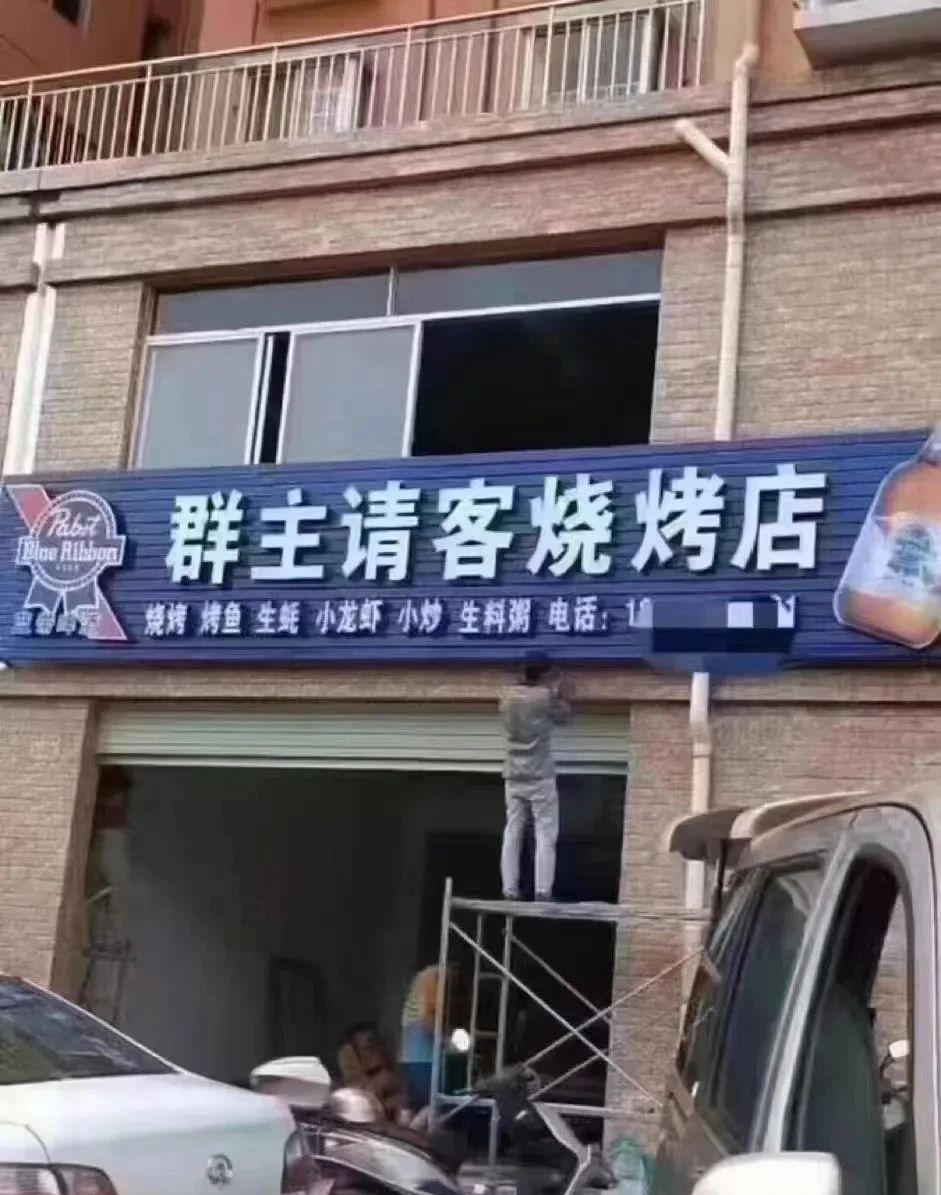 群主请客烧烤店
Pabst
Blue Ribbon
烧烤 烤鱼 生蚝 小龙虾 小炒 生料粥 电话：1